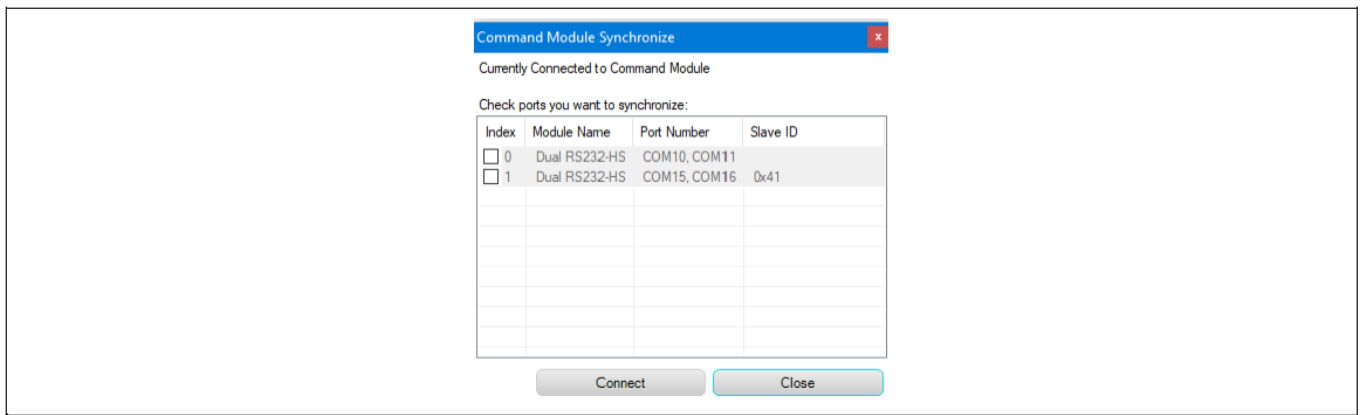 Command Module Synchronize x
Currently Connected to Command Module
Check ports you want to synchronize:
Index Module Name Port Number Slave ID
0 Dual RS232-HS COM10, COM11
1 Dual RS232-HS COM15, COM16 0x41
Connect Close